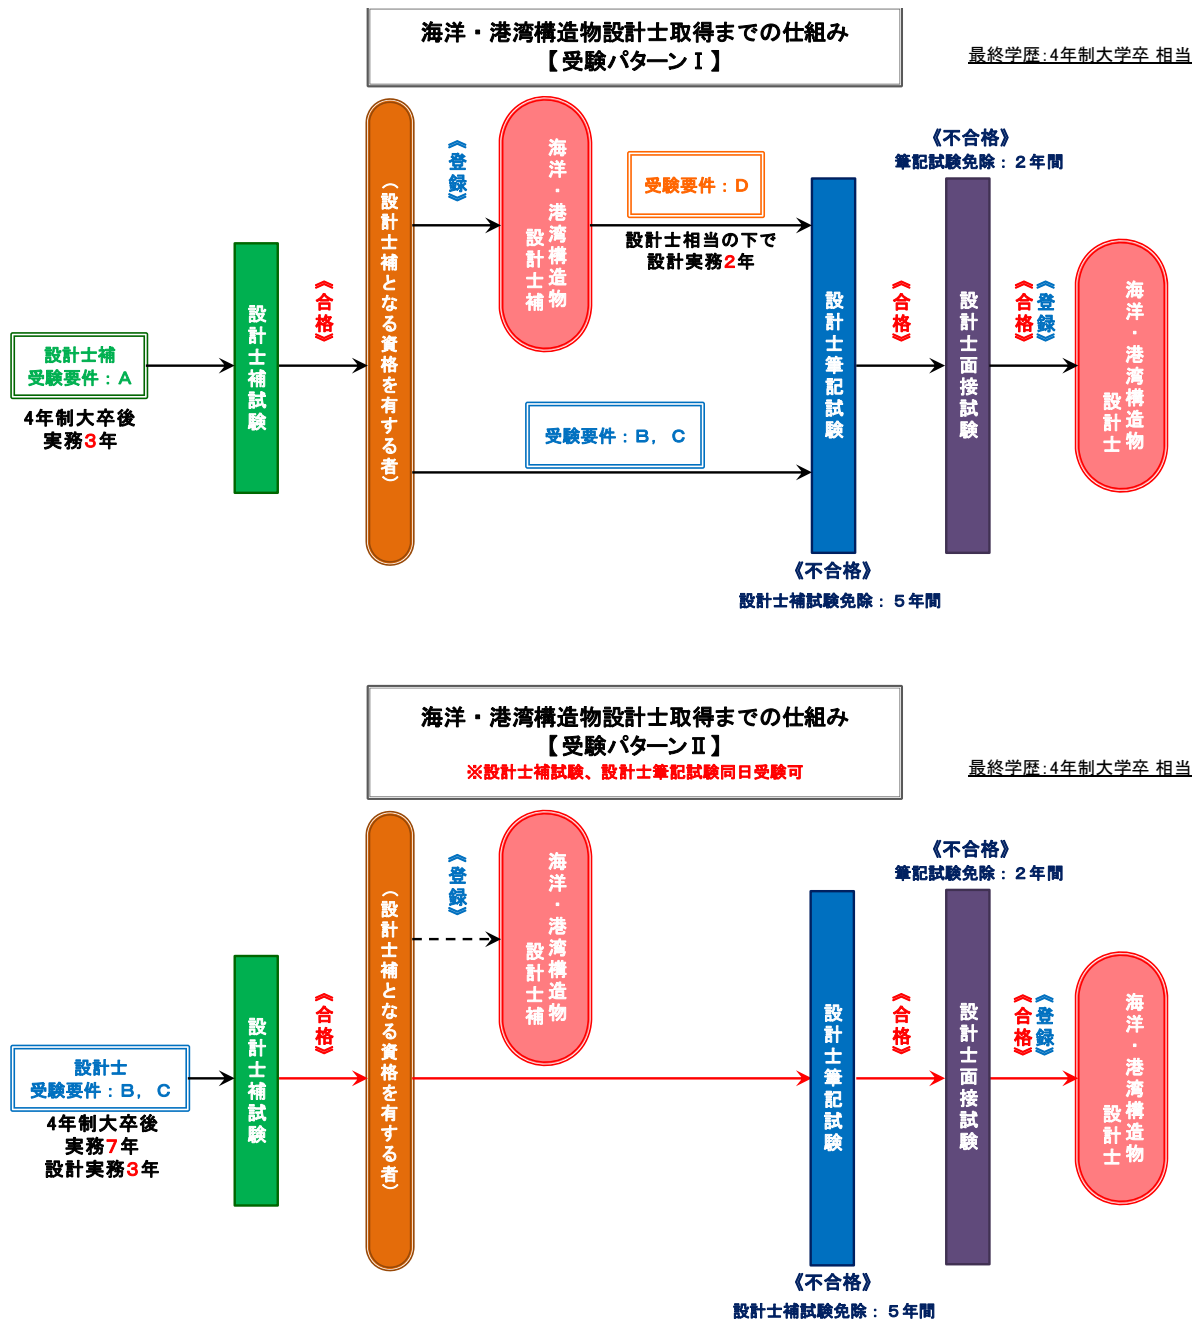 海洋・港湾構造物設計士取得までの仕組み
【受験パターンⅠ】
最終学歴:4年制大学卒 相当
設計士補
受験要件：A
4年制大卒後
実務3年
設計士補試験
《合格》
（設計士補となる資格を有する者）
《登録》
海洋・港湾構造物
設計士補
受験要件：D
設計士相当の下で
設計実務2年
受験要件：B，C
設計士筆記試験
《不合格》
設計士補試験免除：５年間
《合格》
《不合格》
筆記試験免除：２年間
設計士面接試験
《登録》
《合格》
海洋・港湾構造物
設計士
海洋・港湾構造物設計士取得までの仕組み
【受験パターンⅡ】
※設計士補試験、設計士筆記試験同日受験可
最終学歴:4年制大学卒 相当
設計士
受験要件：B，C
4年制大卒後
実務7年
設計実務3年
設計士補試験
《合格》
（設計士補となる資格を有する者）
《登録》
海洋・港湾構造物
設計士補
設計士筆記試験
《不合格》
設計士補試験免除：５年間
《合格》
《不合格》
筆記試験免除：２年間
設計士面接試験
《登録》
《合格》
海洋・港湾構造物
設計士